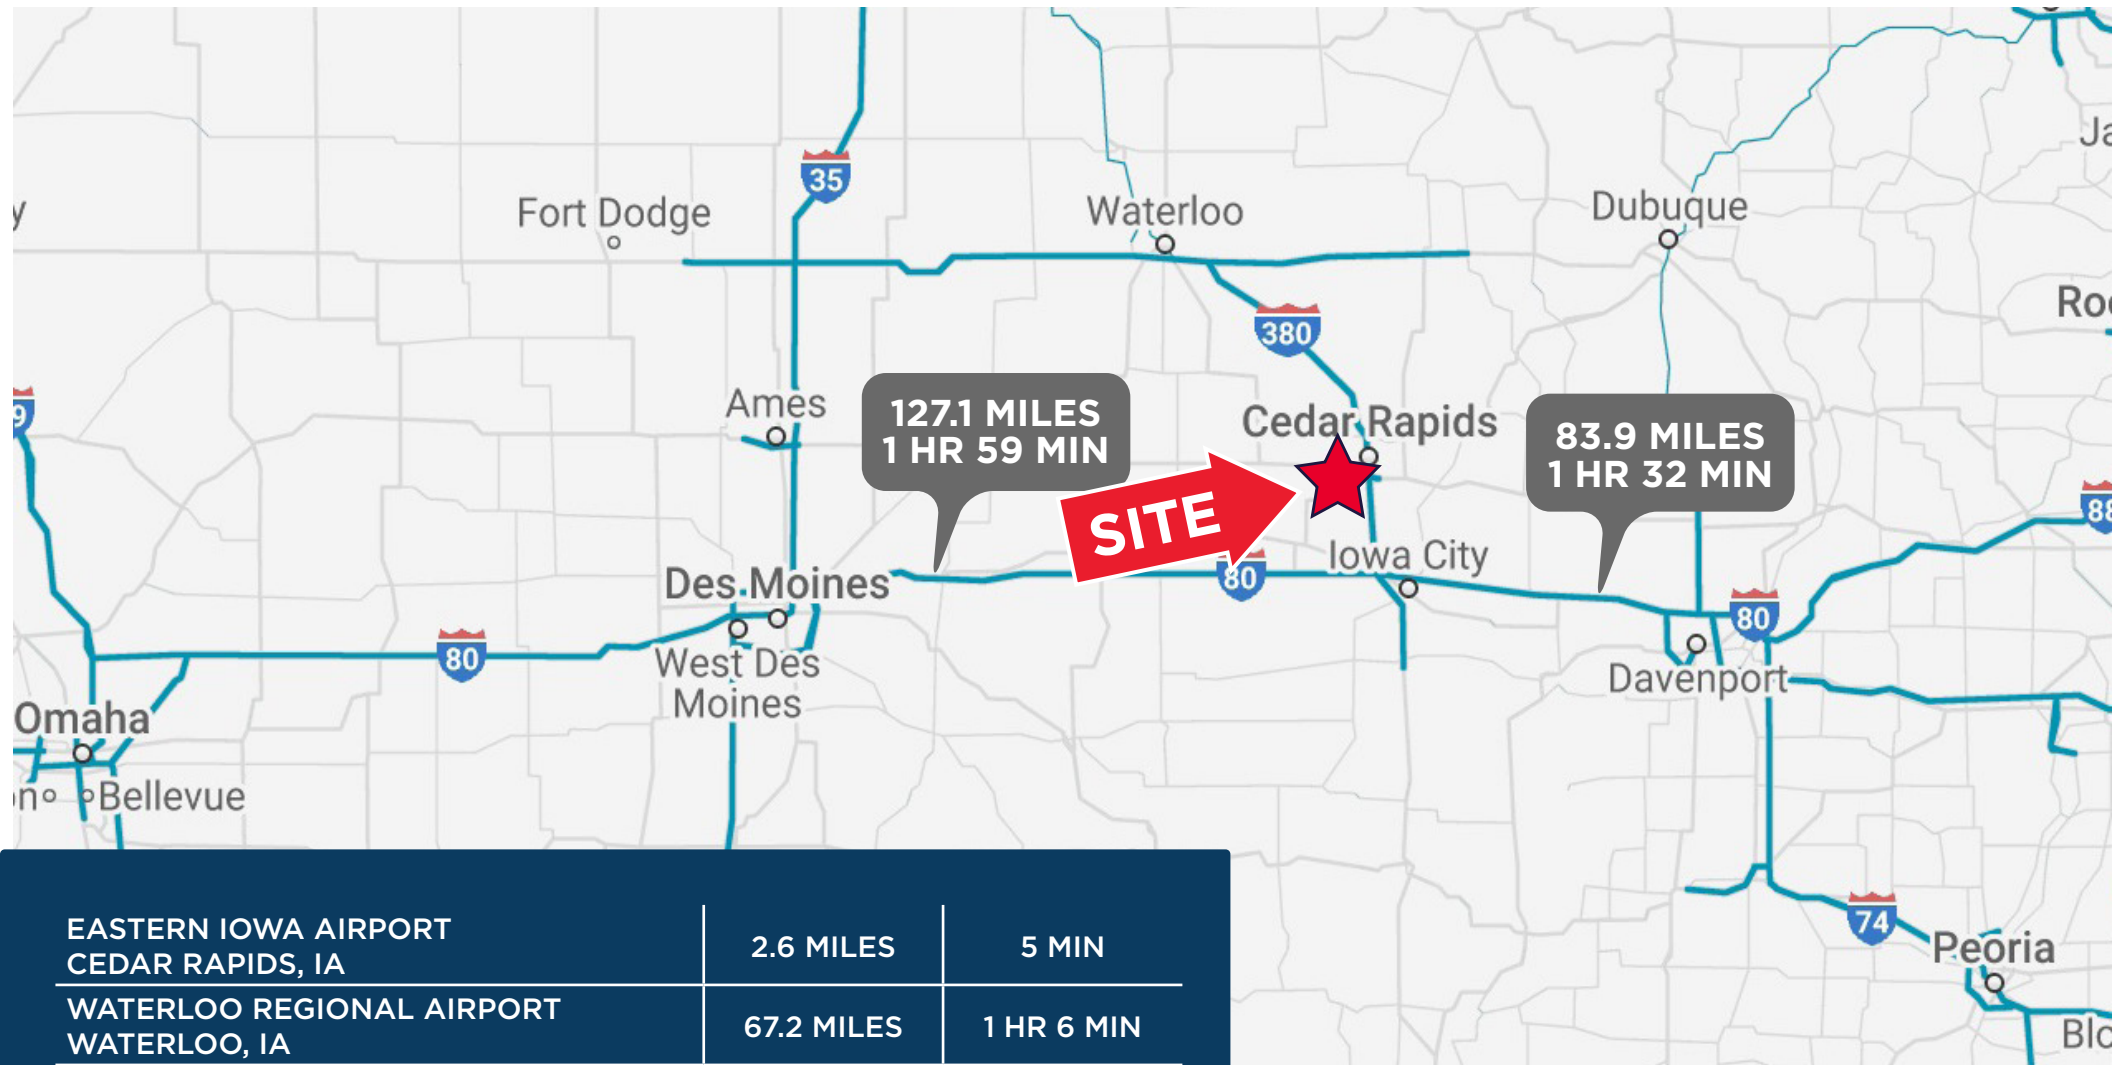 35
Fort Dodge
Waterloo
Dubuque
380
Ames
127.1 MILES
1 HR 59 MIN
Cedar Rapids
83.9 MILES
1 HR 32 MIN
SITE
88
Iowa City
80
Des Moines
80
80
West Des
Moines
Davenport
Omaha
Bellevue
74
Peoria
EASTERN IOWA AIRPORT
CEDAR RAPIDS, IA
2.6 MILES
5 MIN
WATERLOO REGIONAL AIRPORT
WATERLOO, IA
67.2 MILES
1 HR 6 MIN